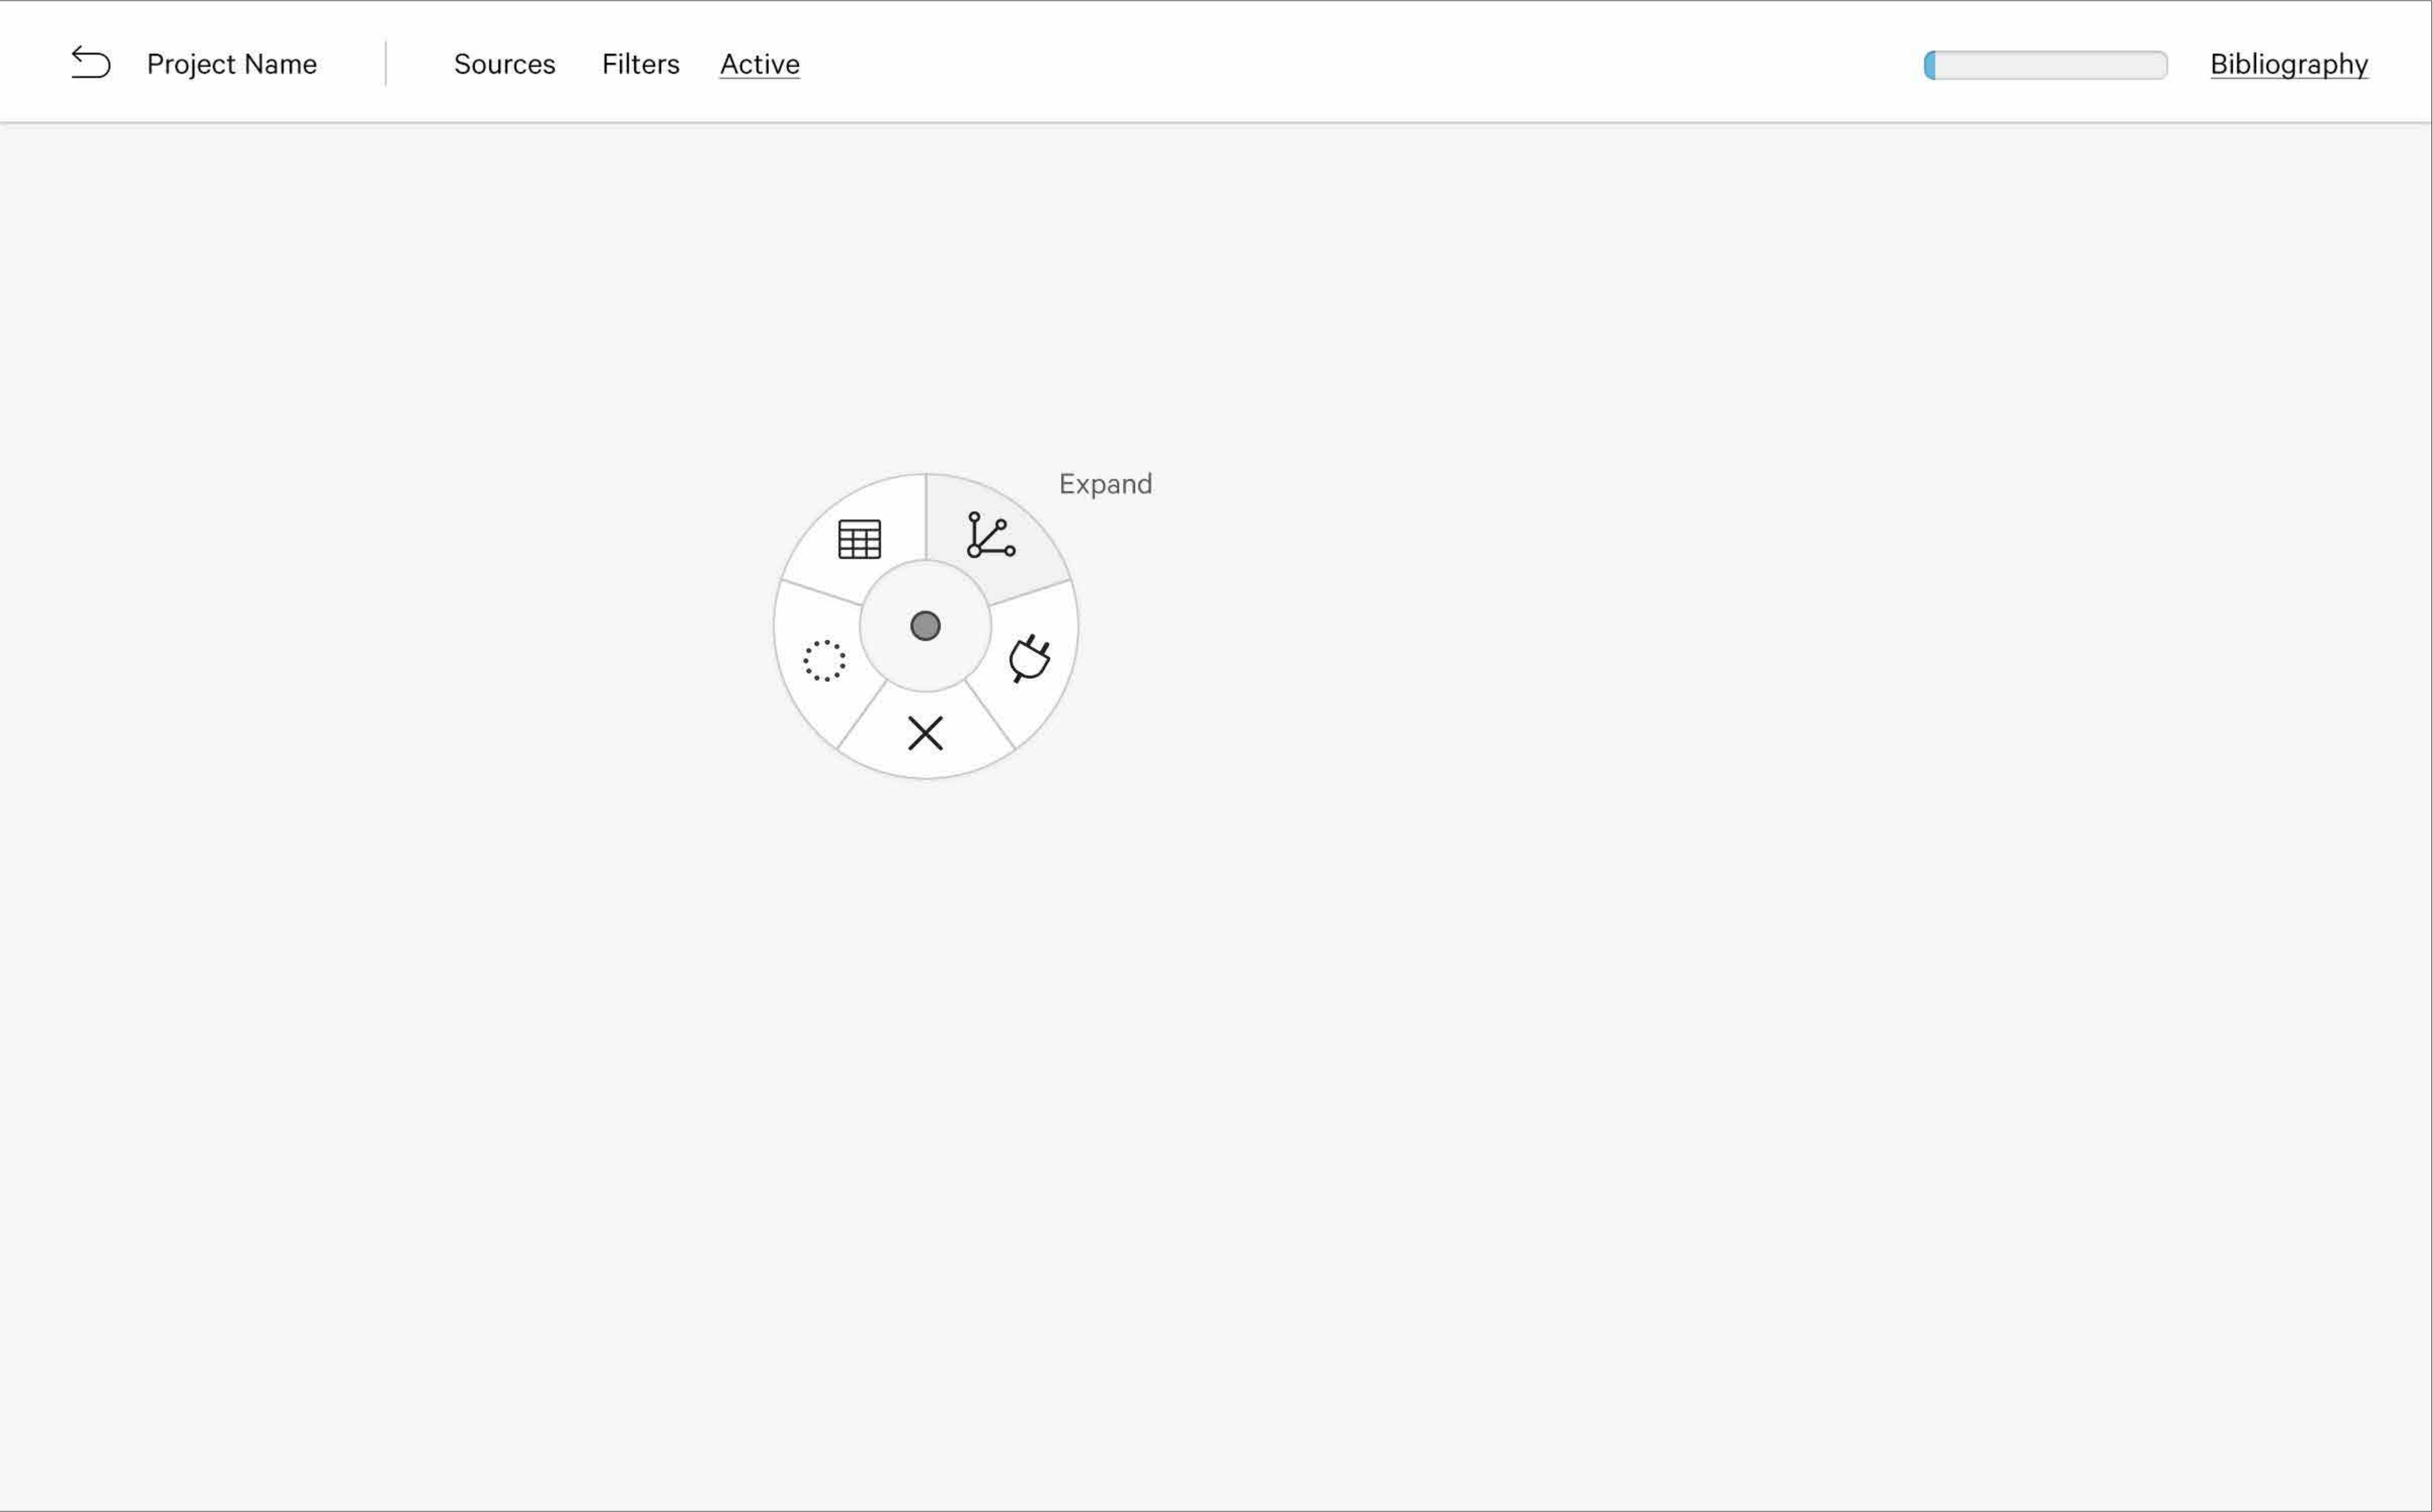 Project Name
Sources
Filters
Active
Bibliography
Expand